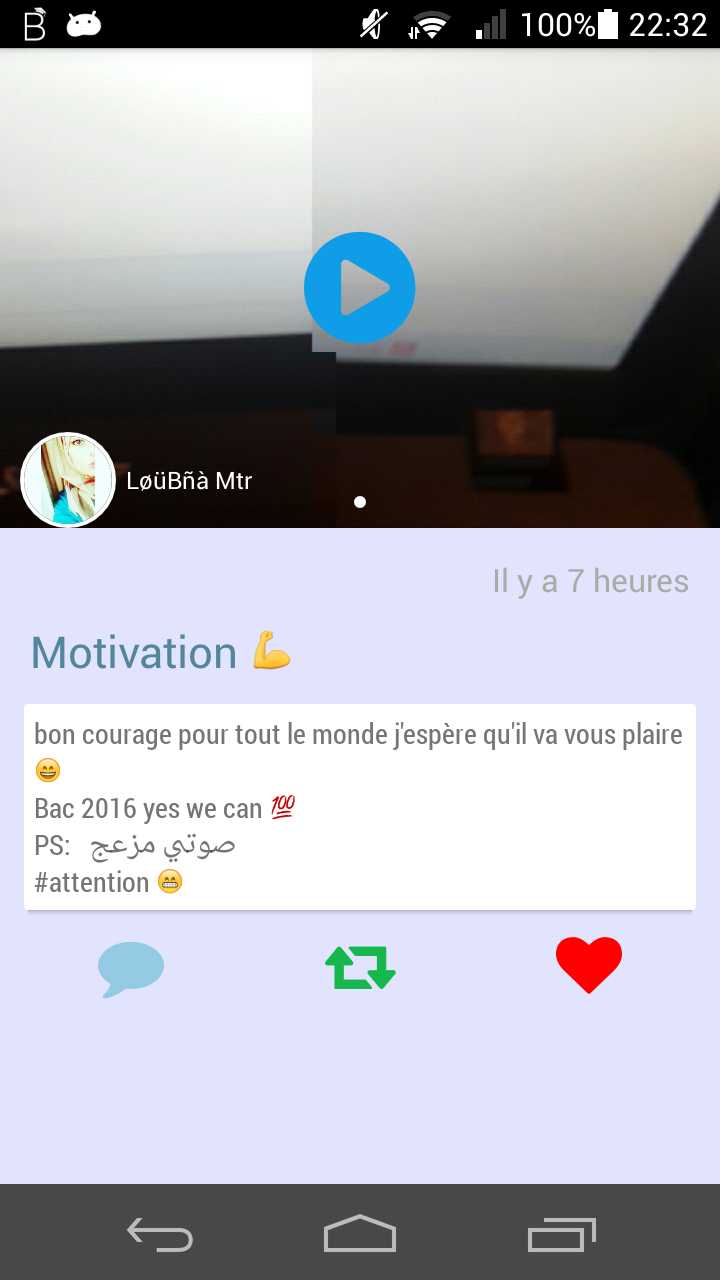 100% 22:32
LøüBñà Mtr
Il y a 7 heures
Motivation 💪
bon courage pour tout le monde j'espère qu'il va vous plaire
😄
Bac 2016 yes we can 💯
PS: صوتي مزعج
#attention 😁